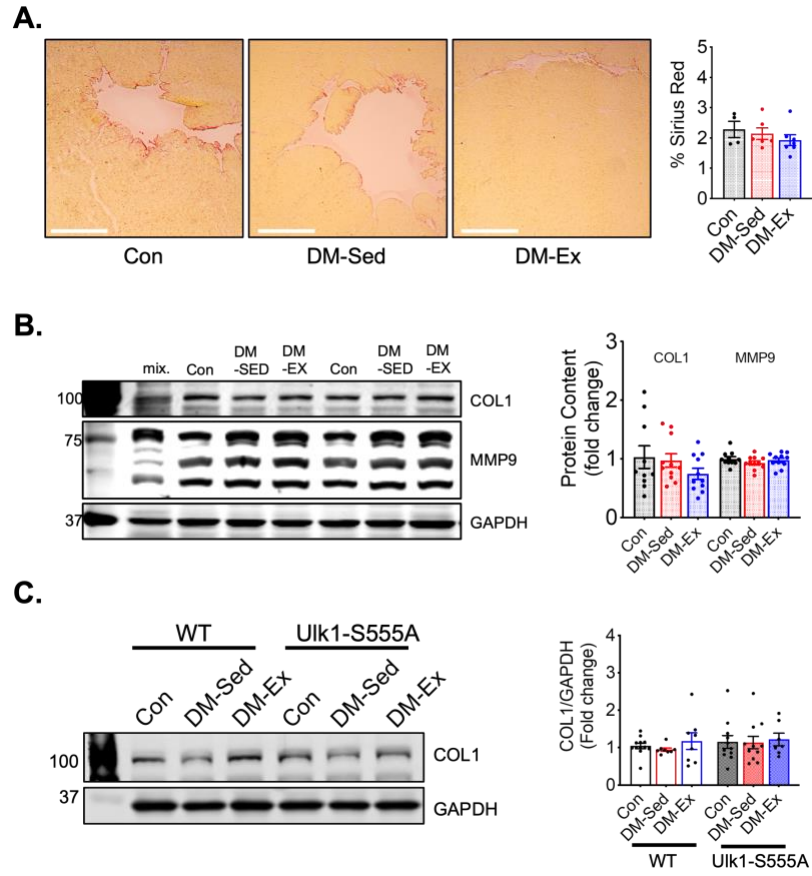 A.
Con
DM-Sed
DM-Ex
% Sirius Red
5
4
3
2
1
0
Con
DM-Sed
DM-Ex
B.
mix.
Con
DM
-SED
DM
-EX
Con
DM
-SED
DM
-EX
100
COL1
75
MMP9
37
GAPDH
Protein Content
(fold change)
3
2
1
0
COL1
MMP9
Con
DM-Sed
DM-Ex
Con
DM-Sed
DM-Ex
C.
WT
Ulk1-S555A
Con
DM-Sed
DM-Ex
Con
DM-Sed
DM-Ex
100
COL1
37
GAPDH
COL1/GAPDH
(Fold change)
4
3
2
1
0
Con
DM-Sed
DM-Ex
Con
DM-Sed
DM-Ex
WT
Ulk1-S555A